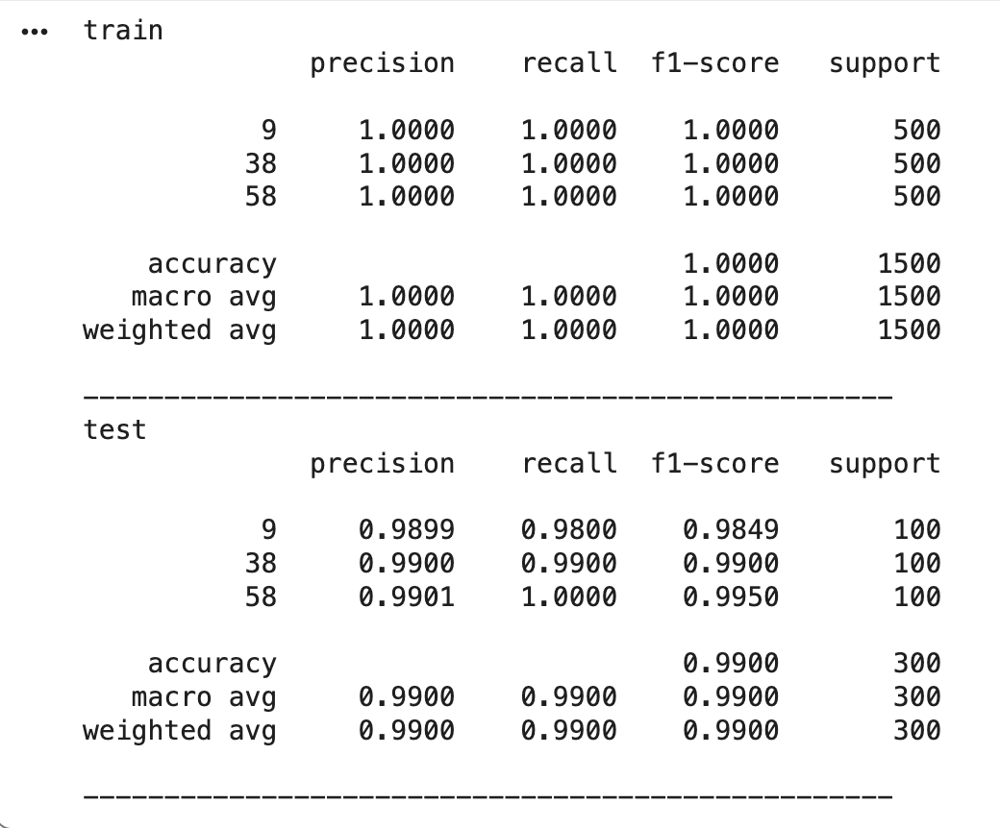 ••• train
precision recall f1-score support
9 1.0000 1.0000 1.0000 500
38 1.0000 1.0000 1.0000 500
58 1.0000 1.0000 1.0000 500
accuracy 1.0000 1500
macro avg 1.0000 1.0000 1.0000 1500
weighted avg 1.0000 1.0000 1.0000 1500
--------------------------------------------------
test
precision recall f1-score support
9 0.9899 0.9800 0.9849 100
38 0.9900 0.9900 0.9900 100
58 0.9901 1.0000 0.9950 100
accuracy 0.9900 300
macro avg 0.9900 0.9900 0.9900 300
weighted avg 0.9900 0.9900 0.9900 300
--------------------------------------------------